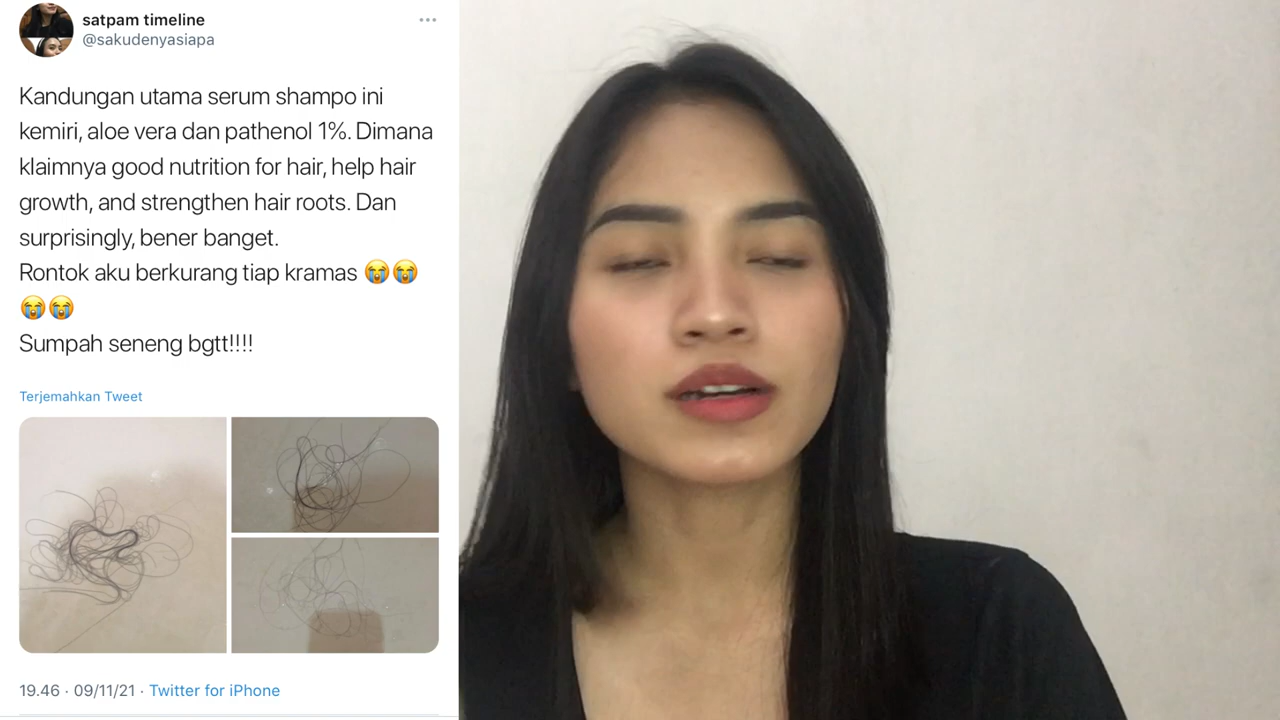 satpam timeline
@sakudenyasiapa
Kandungan utama serum shampo ini
kemiri, aloe vera dan pathenol 1%. Dimana
klaimnya good nutrition for hair, help hair
growth, and strengthen hair roots. Dan
surprisingly, bener banget.
Rontok aku berkurang tiap kramas 😭😭
😭😭
Sumpah seneng bgtt!!!!
Terjemahkan Tweet
19.46 · 09/11/21 · Twitter for iPhone